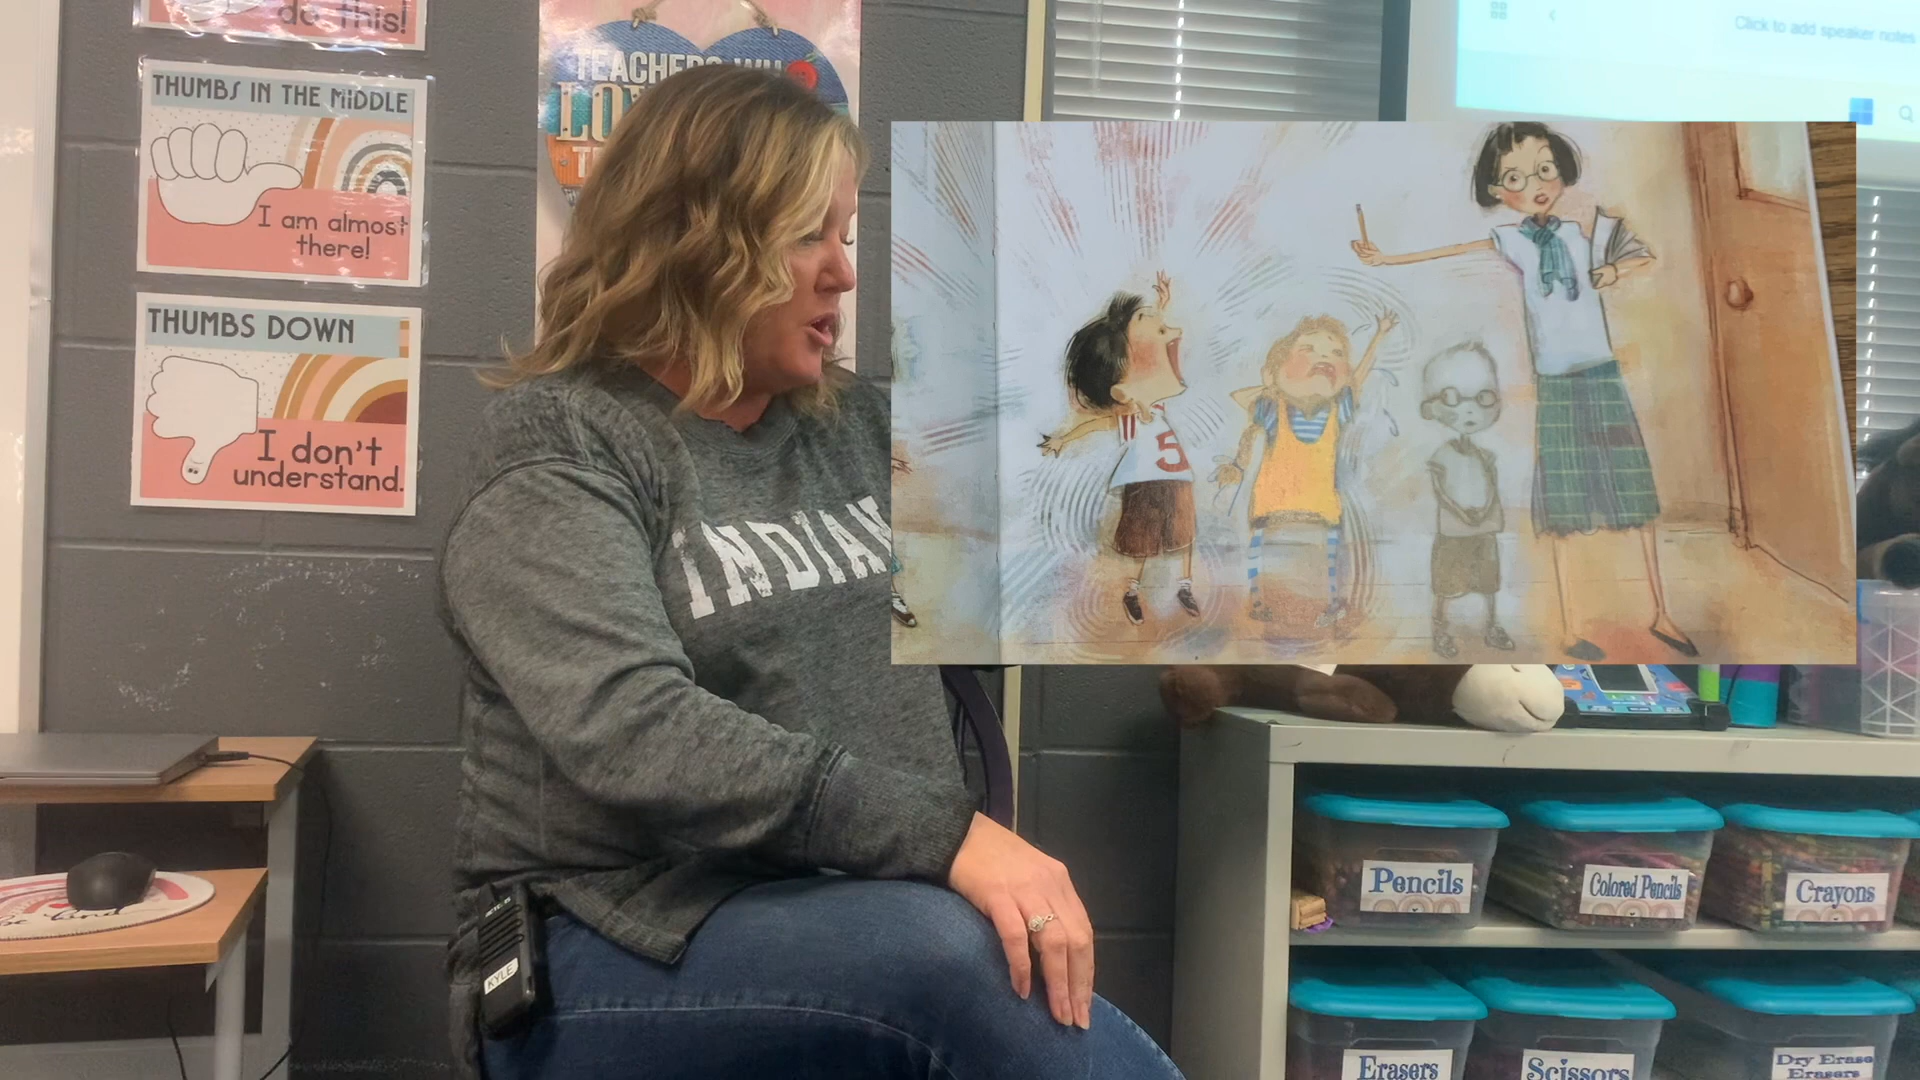 do this!
THUMBS IN THE MIDDLE
I am almost
there!
THUMBS DOWN
I don't
understand.
TEACHERS
Click to add speaker notes
INDIAN
5
KYLE
Pencils
Colored Pencils
Crayons
Erasers
Scissors
Dry Erase
Erasers